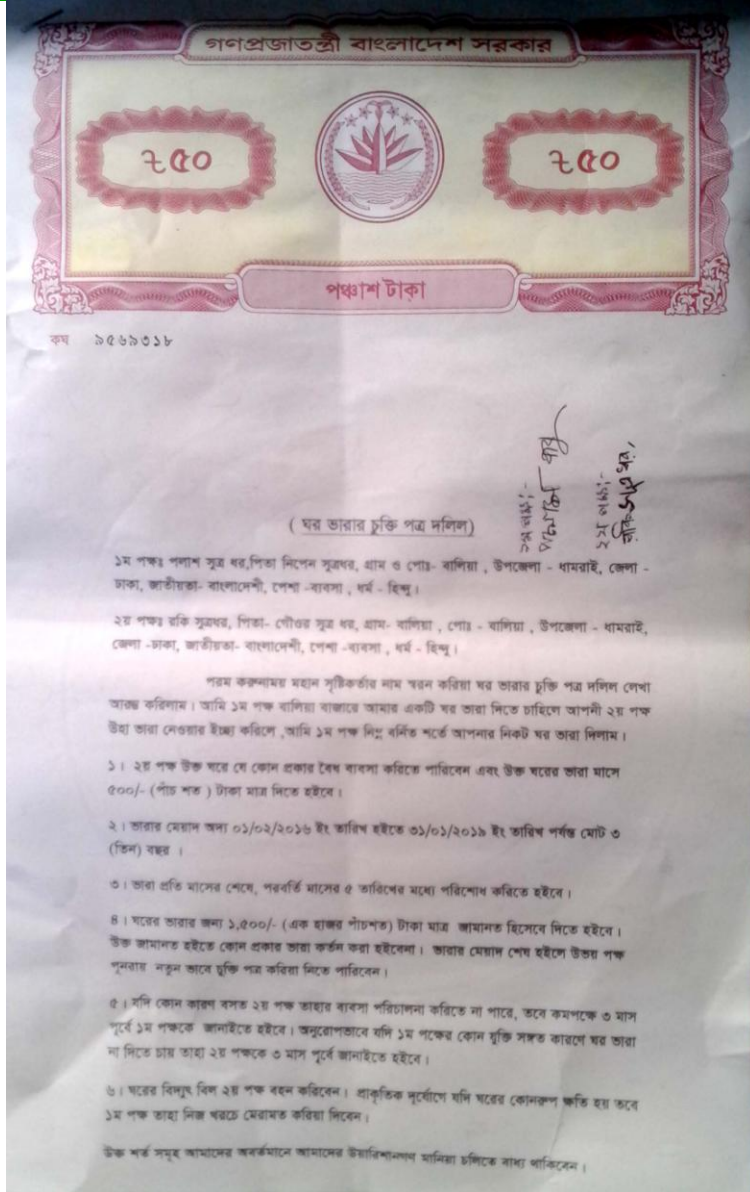 গণপ্রজাতন্ত্রী বাংলাদেশ সরকার
৳ ৫০
৳ ৫০
পঞ্চাশ টাকা
কঘ ৯৫৬৯৩১৮
১ম পক্ষ;-
২য় পক্ষ;-
( ঘর ভারার চুক্তি পত্র দলিল)
১ম পক্ষঃ পলাশ সুত্র ধর,পিতা নিপেন সুত্রধর, গ্রাম ও পোঃ- বালিয়া , উপজেলা - ধামরাই, জেলা -
ঢাকা, জাতীয়তা- বাংলাদেশী, পেশা -ব্যবসা , ধর্ম - হিন্দু ।
২য় পক্ষঃ রকি সুত্রধর, পিতা- গৌওর সুত্র ধর, গ্রাম- বালিয়া , পোঃ - বালিয়া , উপজেলা - ধামরাই,
জেলা -ঢাকা, জাতীয়তা- বাংলাদেশী, পেশা -ব্যবসা , ধর্ম - হিন্দু ।
পরম করুনাময় মহান সৃষ্টিকর্তার নাম স্মরন করিয়া ঘর ভারার চুক্তি পত্র দলিল লেখা
আরম্ভ করিলাম । আমি ১ম পক্ষ বালিয়া বাজারে আমার একটি ঘর ভারা দিতে চাহিলে আপনী ২য় পক্ষ
উহা ভারা নেওয়ার ইচ্ছা করিলে ,আমি ১ম পক্ষ নিম্ন বর্নিত শর্তে আপনার নিকট ঘর ভারা দিলাম ।
১ । ২য় পক্ষ উক্ত ঘরে যে কোন প্রকার বৈধ ব্যবসা করিতে পারিবেন এবং উক্ত ঘরের ভারা মাসে
৫০০/- (পাঁচ শত ) টাকা মাত্র দিতে হইবে ।
২ । ভারার মেয়াদ অদ্য ০১/০২/২০১৬ ইং তারিখ হইতে ৩১/০১/২০১৯ ইং তারিখ পর্যন্ত মোট ৩
(তিন) বছর ।
৩ । ভারা প্রতি মাসের শেষে, পরবর্তি মাসের ৫ তারিখের মধ্যে পরিশোধ করিতে হইবে ।
৪ । ঘরের ভারার জন্য ১,৫০০/- (এক হাজর পাঁচশত) টাকা মাত্র জামানত হিসেবে দিতে হইবে ।
উক্ত জামানত হইতে কোন প্রকার ভারা কর্তন করা হইবেনা । ভারার মেয়াদ শেষ হইলে উভয় পক্ষ
পুনরায় নতুন ভাবে চুক্তি পত্র করিয়া নিতে পারিবেন ।
৫ । যদি কোন কারণ বসত ২য় পক্ষ তাহার ব্যবসা পরিচালনা করিতে না পারে, তবে কমপক্ষে ৩ মাস
পূর্বে ১ম পক্ষকে জানাইতে হইবে । অনুরোপভাবে যদি ১ম পক্ষের কোন যুক্তি সঙ্গত কারণে ঘর ভারা
না দিতে চায় তাহা ২য় পক্ষকে ৩ মাস পূর্বে জানাইতে হইবে ।
৬ । ঘরের বিদ্যুৎ বিল ২য় পক্ষ বহন করিবেন । প্রাকৃতিক দূর্যোগে যদি ঘরের কোনরুপ ক্ষতি হয় তবে
১ম পক্ষ তাহা নিজ খরচে মেরামত করিয়া দিবেন ।
উক্ত শর্ত সমূহ আমাদের অবর্তমানে আমাদের উয়ারিশানগণ মানিয়া চলিতে বাধ্য থাকিবেন ।